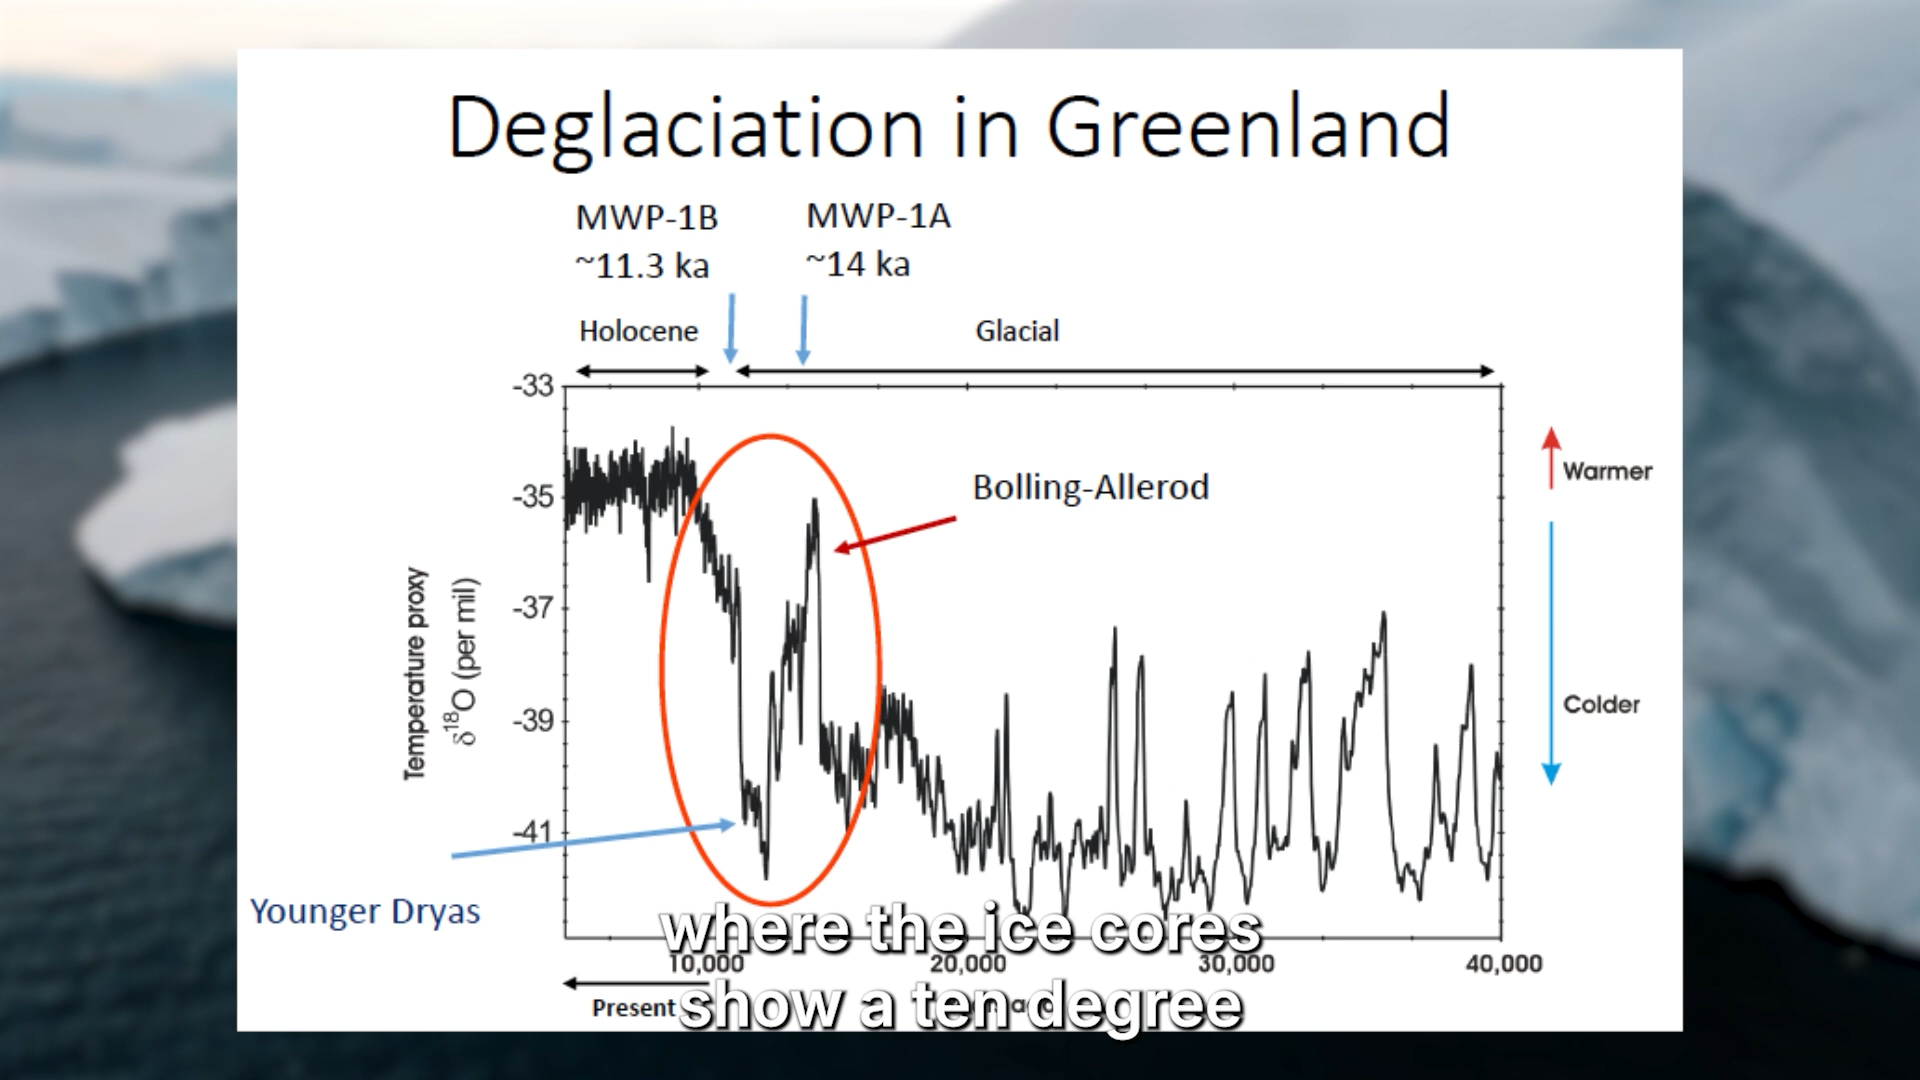 Deglaciation in Greenland
MWP-1B
~11.3 ka
MWP-1A
~14 ka
Holocene
Glacial
-33
-35
-37
-39
-41
Temperature proxy
δ18O (per mil)
Bolling-Allerod
Warmer
Colder
Younger Dryas
10,000
20,000
30,000
40,000
Present
where the ice cores
show a ten degree